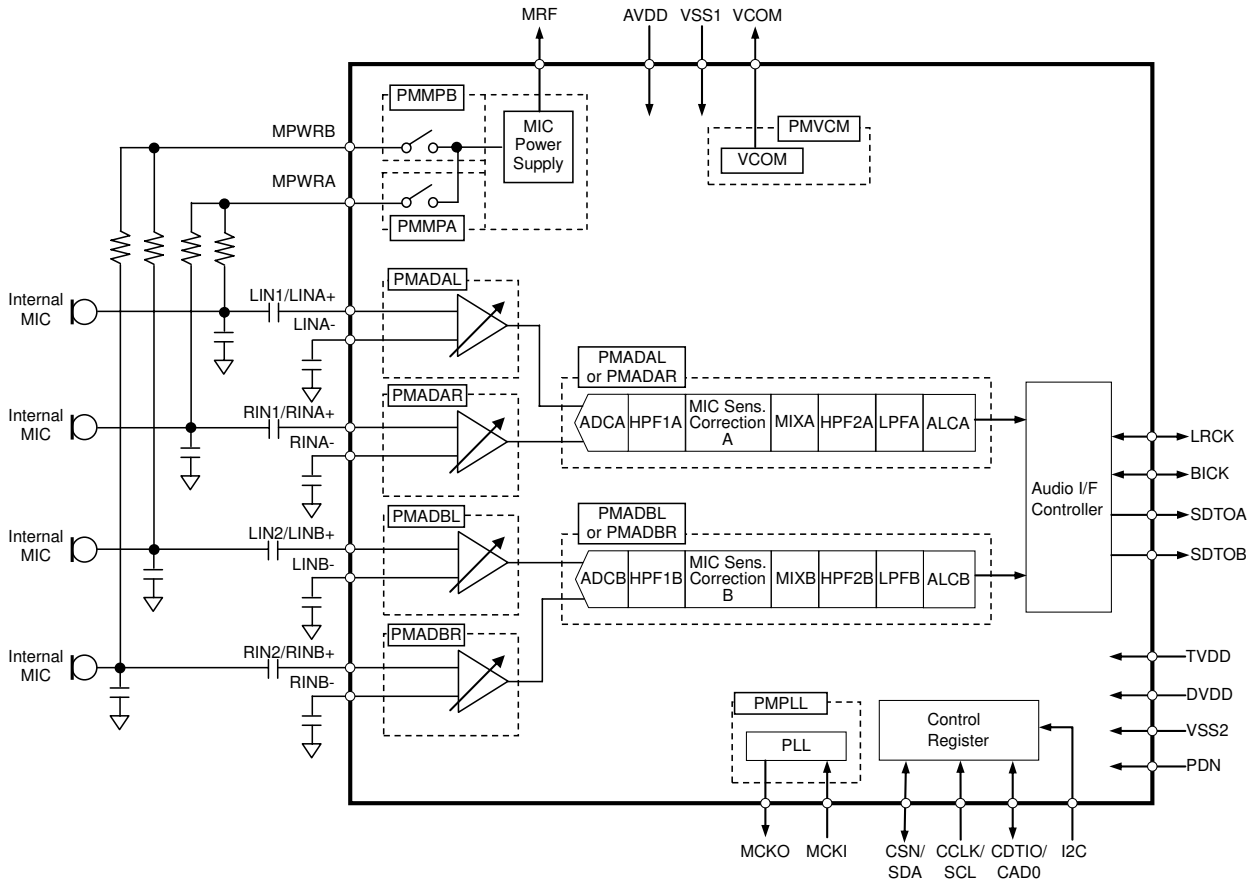 MRF
AVDD
VSS1
VCOM
PMMPB
MIC
Power
Supply
PMVCM
VCOM
MPWRB
MPWRA
PMMPA
PMADAL
Internal
MIC
LIN1/LINA+
LINA-
PMADAL
or PMADAR
PMADAR
Internal
MIC
RIN1/RINA+
RINA-
ADCA
HPF1A
MIC Sens.
Correction
A
MIXA
HPF2A
LPFA
ALCA
LRCK
BICK
Audio I/F
Controller
SDTOA
SDTOB
PMADBL
PMADBL
or PMADBR
Internal
MIC
LIN2/LINB+
LINB-
ADCB
HPF1B
MIC Sens.
Correction
B
MIXB
HPF2B
LPFB
ALCB
PMADBR
Internal
MIC
RIN2/RINB+
RINB-
TVDD
DVDD
VSS2
PDN
PMPLL
PLL
Control
Register
MCKO
MCKI
CSN/
SDA
CCLK/
SCL
CDTIO/
CAD0
I2C